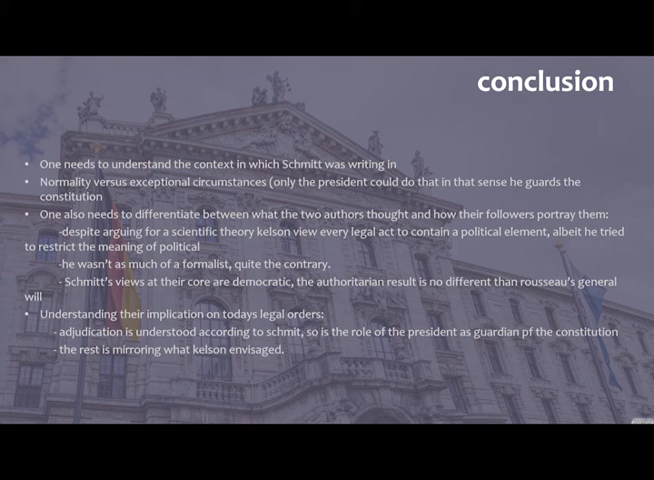 conclusion
• One needs to understand the context in which Schmitt was writing in
• Normality versus exceptional circumstances (only the president could do that in that sense he guards the
constitution
• One also needs to differentiate between what the two authors thought and how their followers portray them:
-despite arguing for a scientific theory kelson view every legal act to contain a political element, albeit he tried
to restrict the meaning of political
-he wasn't as much of a formalist, quite the contrary.
- Schmitt's views at their core are democratic, the authoritarian result is no different than rousseau's general
will
• Understanding their implication on todays legal orders:
- adjudication is understood according to schmit, so is the role of the president as guardian pf the constitution
- the rest is mirroring what kelson envisaged.